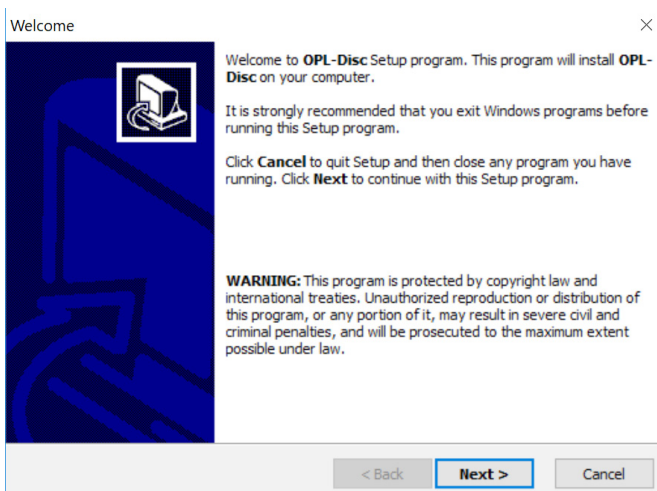 Welcome
Welcome to OPL-Disc Setup program. This program will install OPL-
Disc on your computer.
It is strongly recommended that you exit Windows programs before
running this Setup program.
Click Cancel to quit Setup and then close any program you have
running. Click Next to continue with this Setup program.
WARNING: This program is protected by copyright law and
international treaties. Unauthorized reproduction or distribution of
this program, or any portion of it, may result in severe civil and
criminal penalties, and will be prosecuted to the maximum extent
possible under law.
< Back Next > Cancel